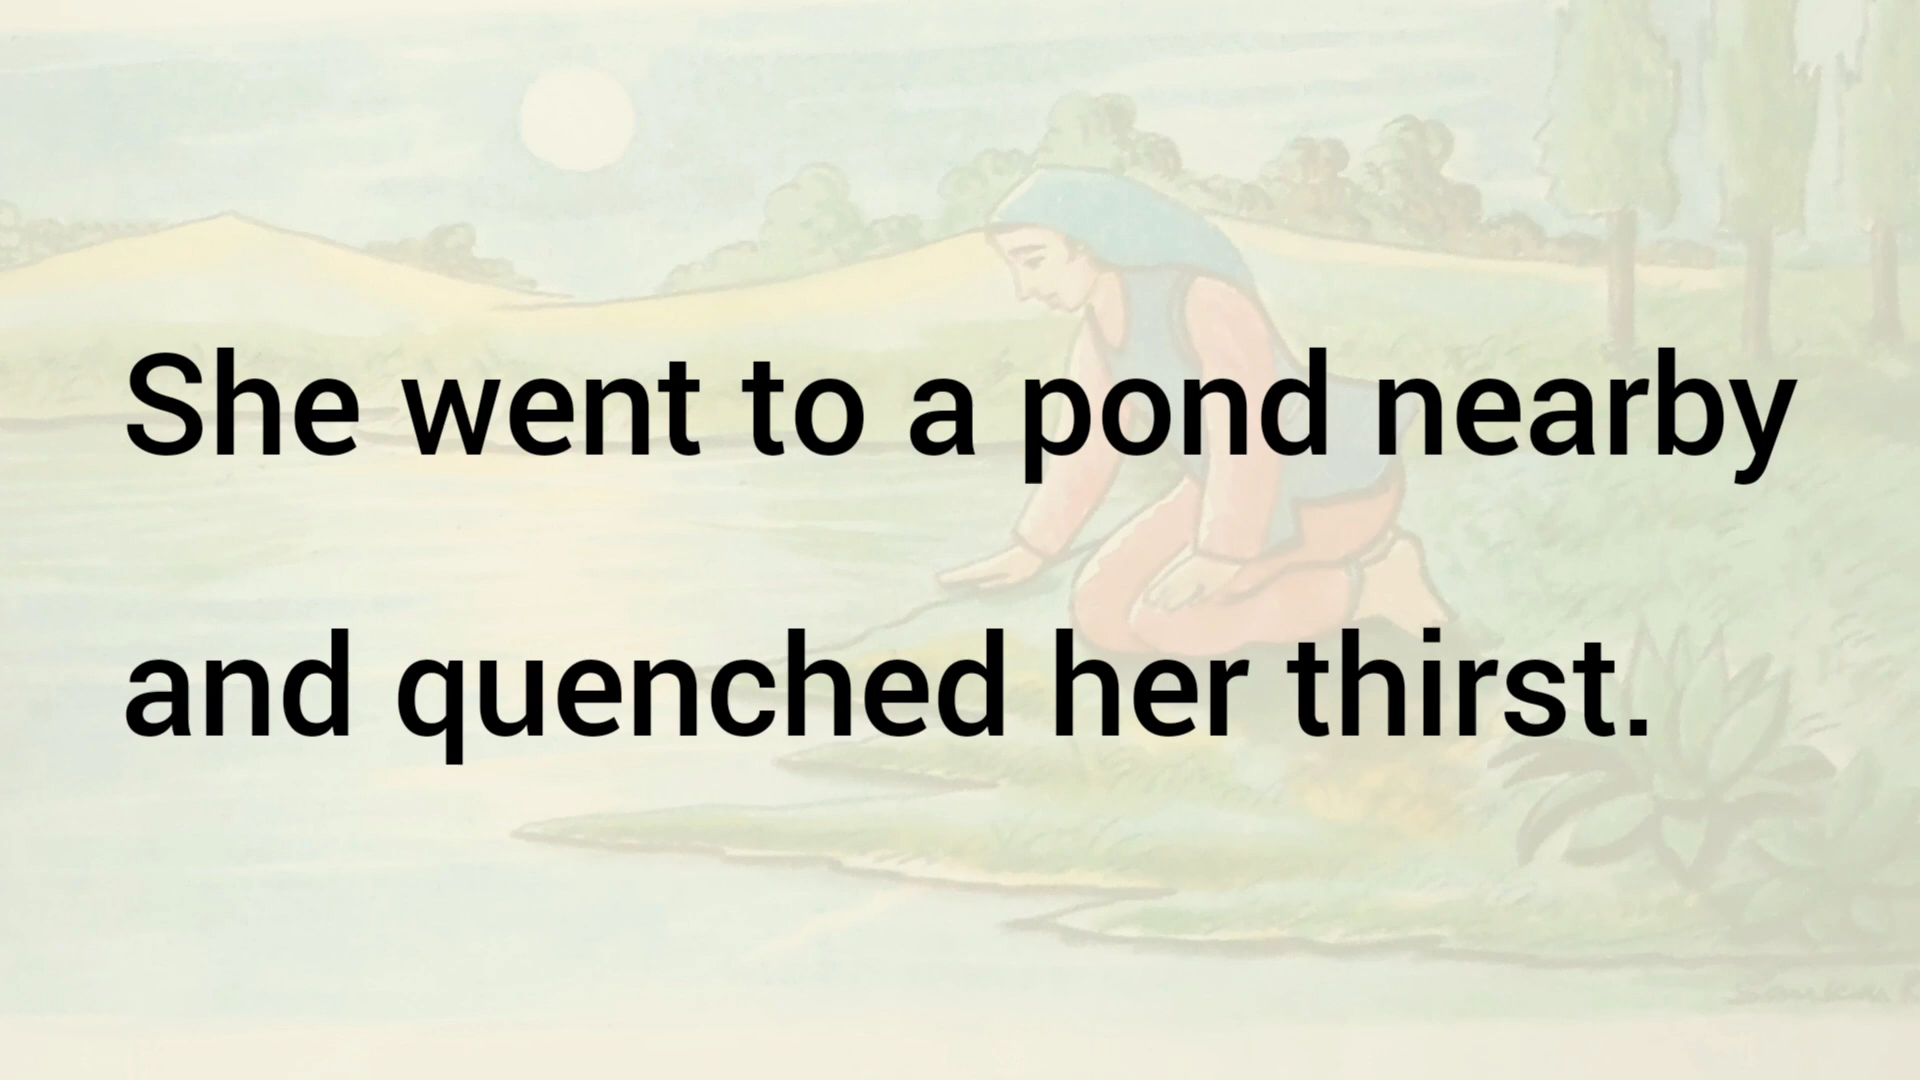 She went to a pond nearby
and quenched her thirst.